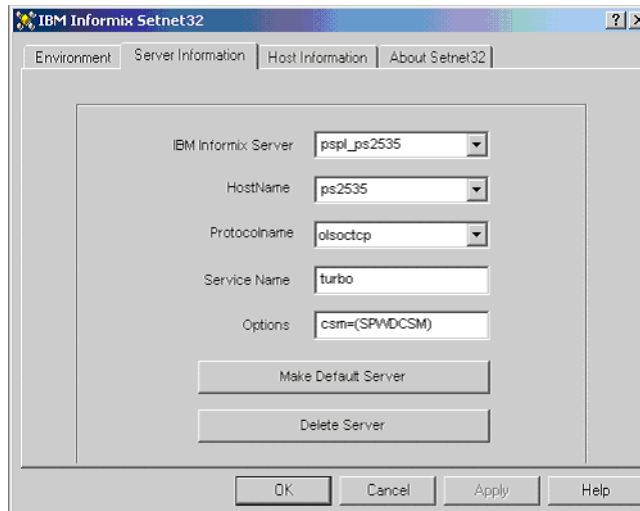 IBM Informix Setnet32
Environment
Server Information
Host Information
About Setnet32
IBM Informix Server
pspl_ps2535
HostName
ps2535
Protocolname
olsoctcp
Service Name
turbo
Options
csm=(SPWDCSM)
Make Default Server
Delete Server
OK
Cancel
Apply
Help